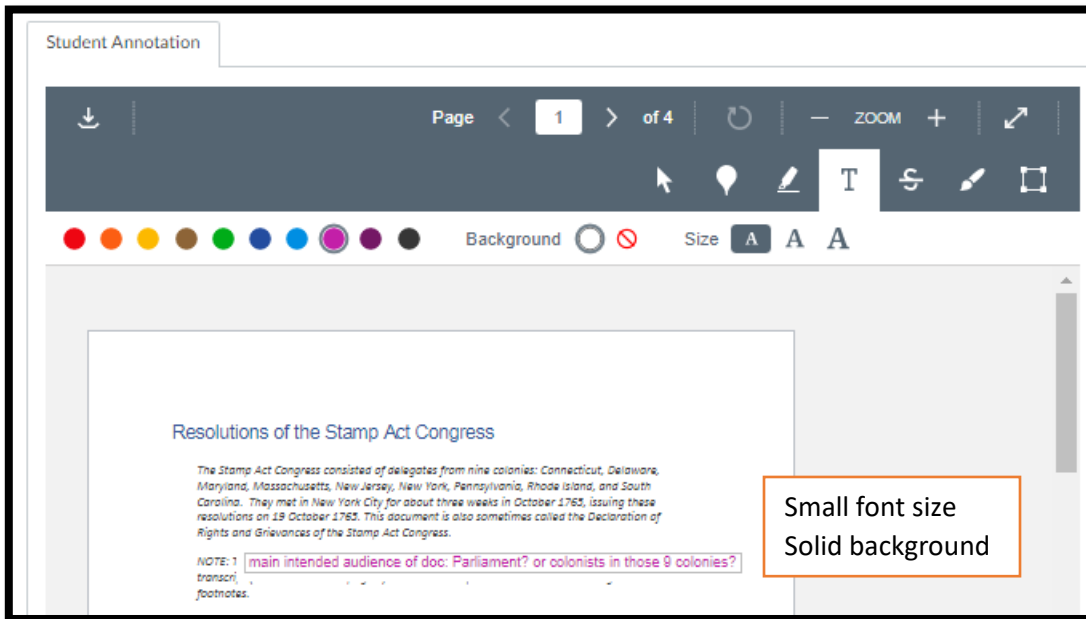 Student Annotation
Page 1 of 4 ZOOM
T S
Background Size A A A
Resolutions of the Stamp Act Congress
The Stamp Act Congress consisted of delegates from nine colonies: Connecticut, Delaware,
Maryland, Massachusetts, New Jersey, New York, Pennsylvania, Rhode Island, and South
Carolina. They met in New York City for about three weeks in October 1765, issuing these
resolutions on 19 October 1765. This document is also sometimes called the Declaration of
Rights and Grievances of the Stamp Act Congress.
NOTE: main intended audience of doc: Parliament? or colonists in those 9 colonies?
footnotes.
Small font size
Solid background